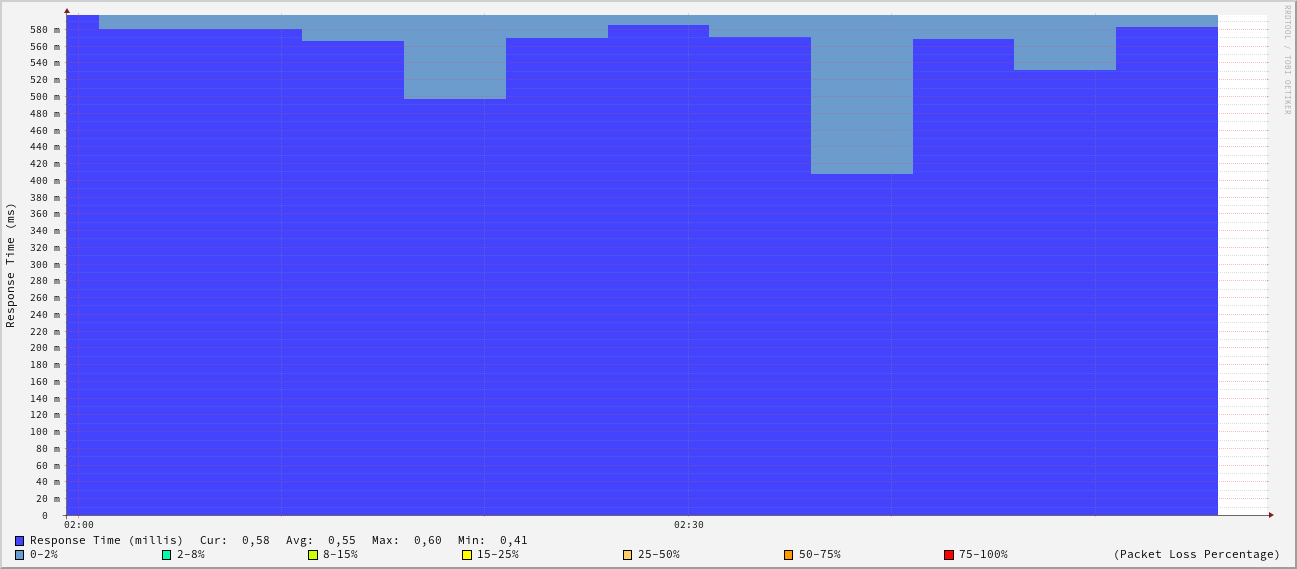 RRDTOOL / TOBI OETIKER
Response Time (ms)
580 m
560 m
540 m
520 m
500 m
480 m
460 m
440 m
420 m
400 m
380 m
360 m
340 m
320 m
300 m
280 m
260 m
240 m
220 m
200 m
180 m
160 m
140 m
120 m
100 m
80 m
60 m
40 m
20 m
0
02:00 02:30
Response Time (millis) Cur: 0,58 Avg: 0,55 Max: 0,60 Min: 0,41
0-2% 2-8% 8-15% 15-25% 25-50% 50-75% 75-100% (Packet Loss Percentage)